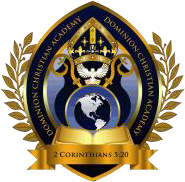 DOMINION CHRISTIAN ACADEMY
DOMINION CHRISTIAN ACADEMY
2 CORINTHIANS 5:20